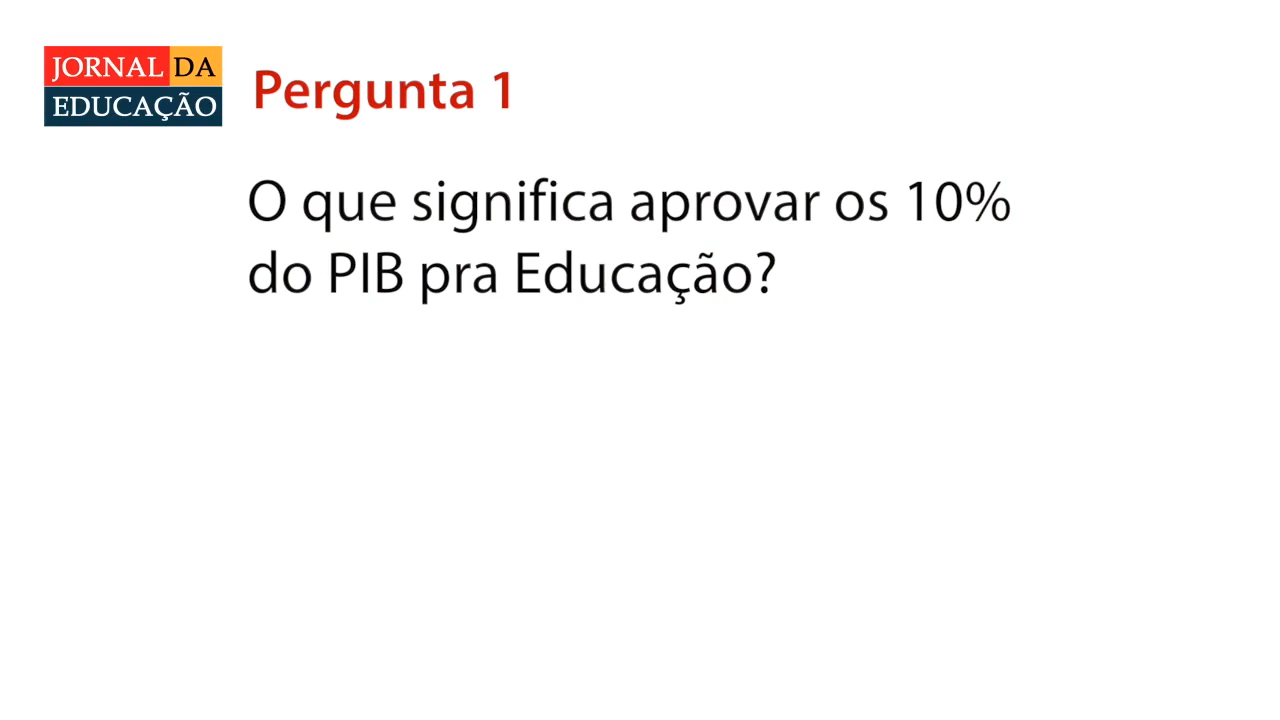 JORNAL DA
EDUCAÇÃO
Pergunta 1
O que significa aprovar os 10%
do PIB pra Educação?